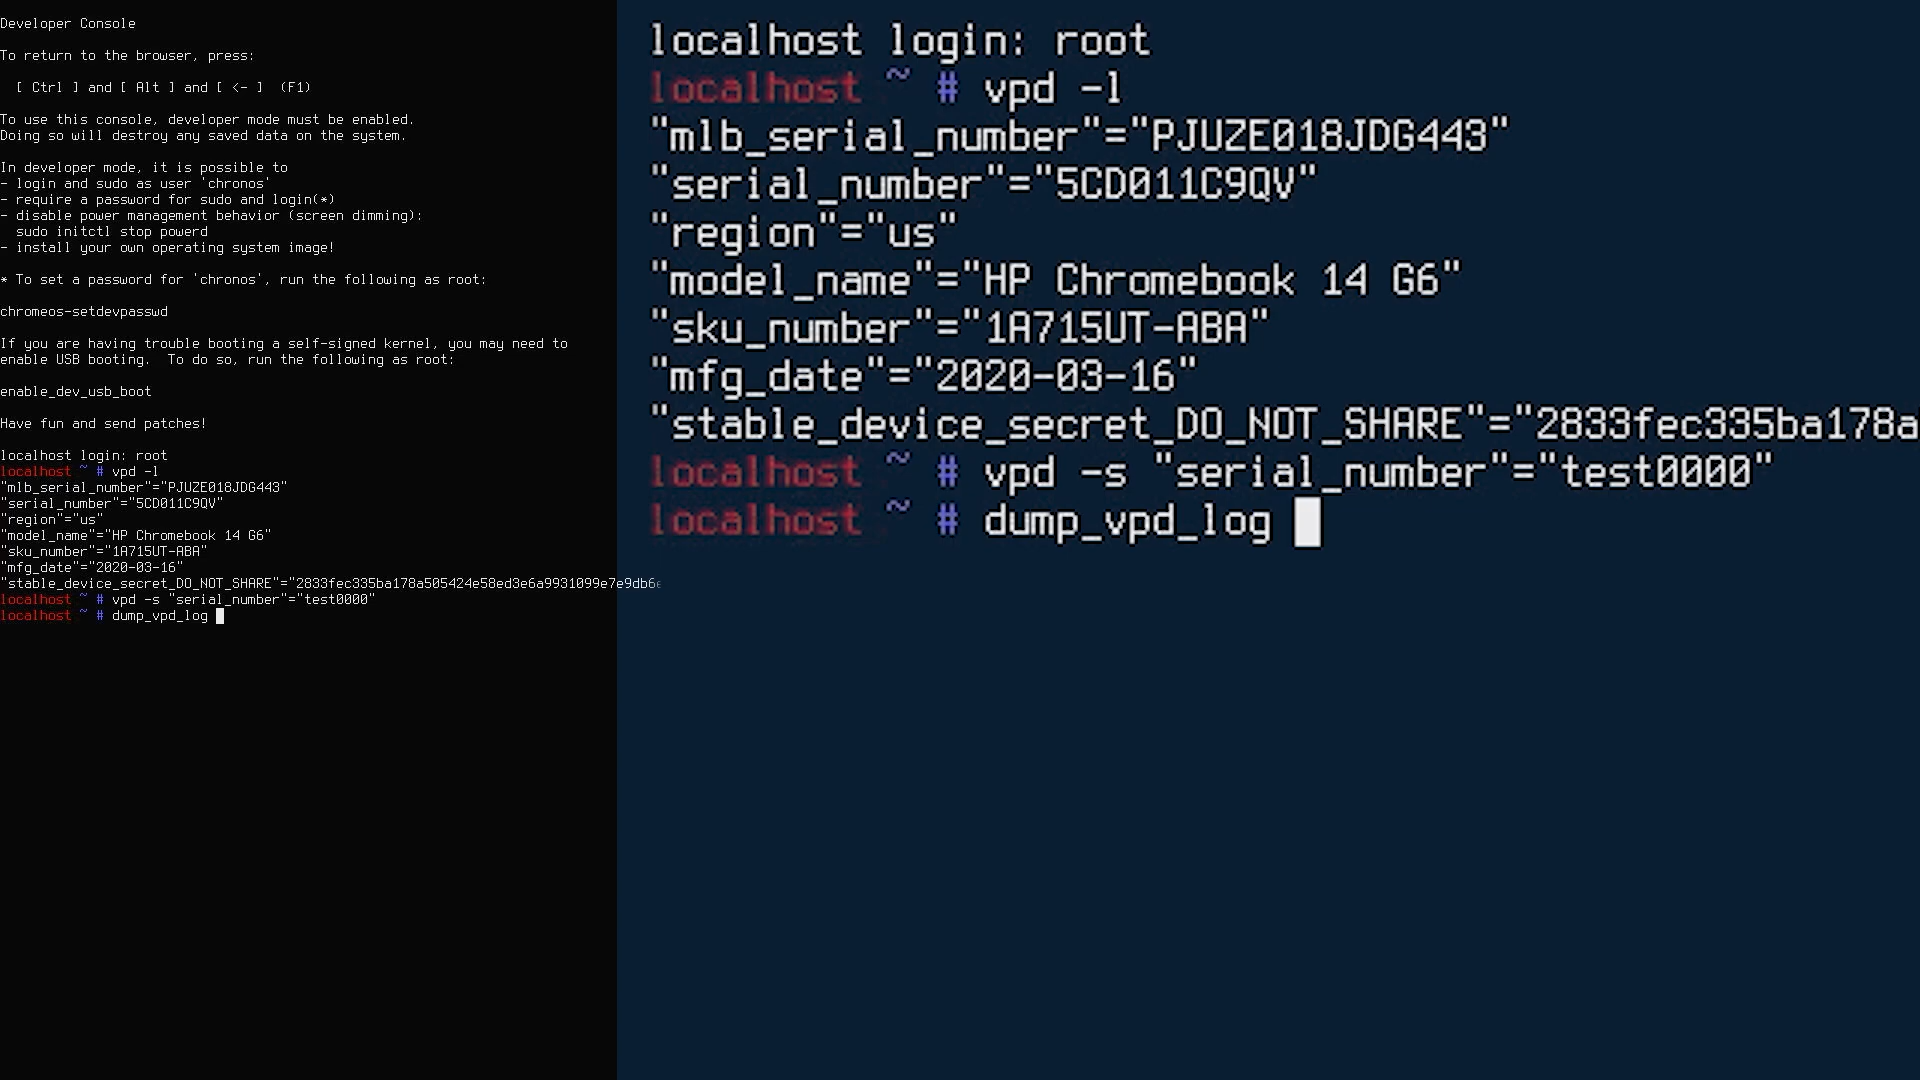 Developer Console
To return to the browser, press:
[ Ctrl ] and [ Alt ] and [ <- ]  (F1)
To use this console, developer mode must be enabled.
Doing so will destroy any saved data on the system.
In developer mode, it is possible to
- login and sudo as user 'chronos'
- require a password for sudo and login(*)
- disable power management behavior (screen dimming):
sudo initctl stop powerd
- install your own operating system image!
* To set a password for 'chronos', run the following as root:
chromeos-setdevpasswd
If you are having trouble booting a self-signed kernel, you may need to
enable USB booting.  To do so, run the following as root:
enable_dev_usb_boot
Have fun and send patches!
localhost login: root
localhost ~ # vpd -l
"mlb_serial_number"="PJUZE018JDG443"
"serial_number"="5CD011C9QV"
"region"="us"
"model_name"="HP Chromebook 14 G6"
"sku_number"="1A715UT-ABA"
"mfg_date"="2020-03-16"
"stable_device_secret_DO_NOT_SHARE"="2833fec335ba178a505424e58ed3e6a9931099e7e9db6e
localhost ~ # vpd -s "serial_number"="test0000"
localhost ~ # dump_vpd_log
localhost login: root
localhost ~ # vpd -l
"mlb_serial_number"="PJUZE018JDG443"
"serial_number"="5CD011C9QV"
"region"="us"
"model_name"="HP Chromebook 14 G6"
"sku_number"="1A715UT-ABA"
"mfg_date"="2020-03-16"
"stable_device_secret_DO_NOT_SHARE"="2833fec335ba178a
localhost ~ # vpd -s "serial_number"="test0000"
localhost ~ # dump_vpd_log